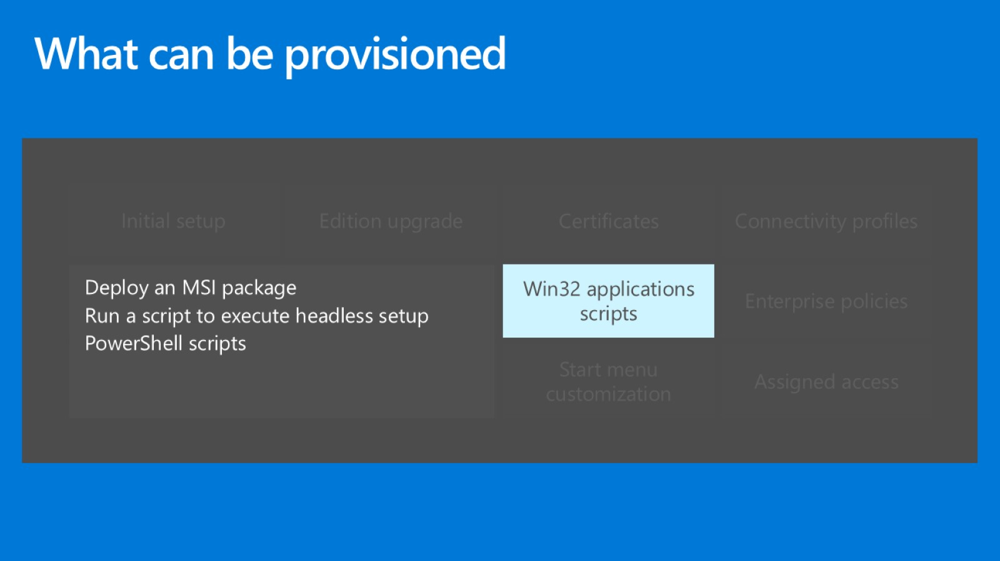 What can be provisioned
Initial setup
Edition upgrade
Certificates
Connectivity profiles
Deploy an MSI package
Run a script to execute headless setup
PowerShell scripts
Win32 applications
scripts
Enterprise policies
Start menu
customization
Assigned access